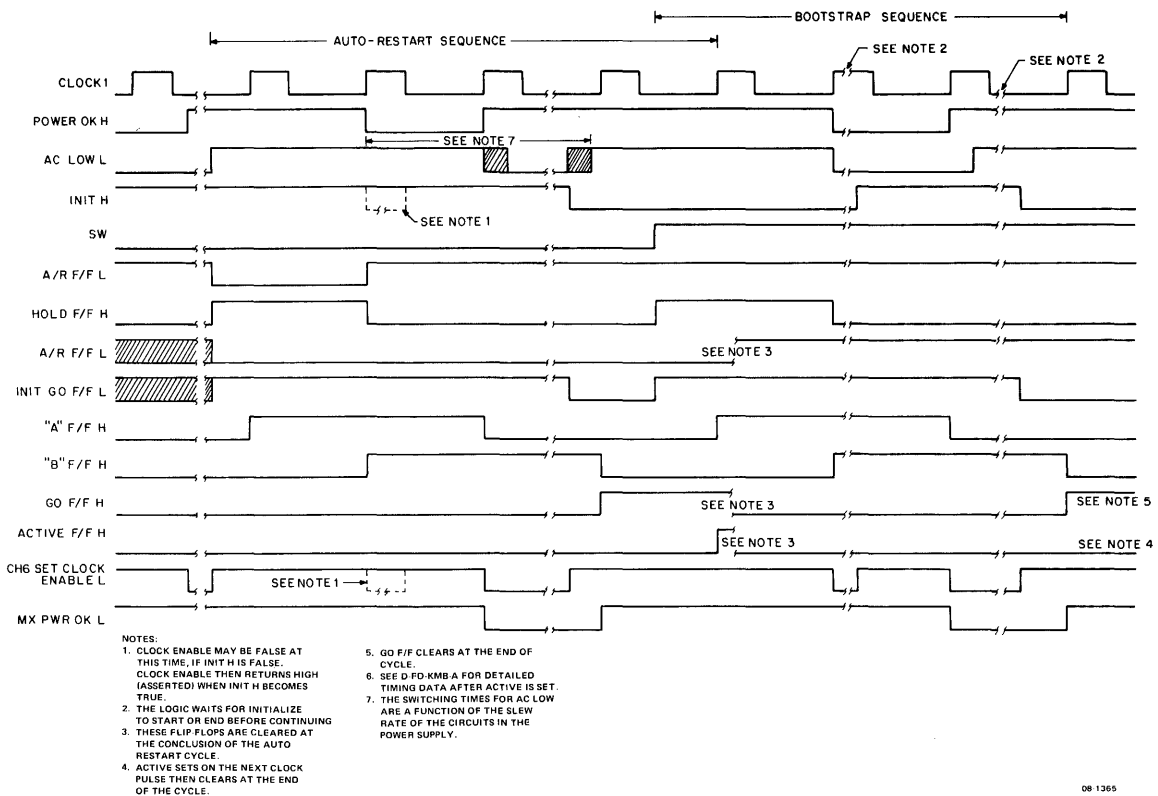 BOOTSTRAP SEQUENCE
AUTO-RESTART SEQUENCE
SEE NOTE 2
SEE NOTE 2
CLOCK1
POWER OK H
SEE NOTE 7
AC LOW L
INIT H
SEE NOTE 1
SW
A/R F/F L
HOLD F/F H
A/R F/F L
SEE NOTE 3
INIT GO F/F L
"A" F/F H
"B" F/F H
GO F/F H
SEE NOTE 3
SEE NOTE 5
ACTIVE F/F H
SEE NOTE 3
SEE NOTE 4
CH6 SET CLOCK
ENABLE L
SEE NOTE 1
MX PWR OK L
NOTES:
1. CLOCK ENABLE MAY BE FALSE AT
THIS TIME, IF INIT H IS FALSE.
CLOCK ENABLE THEN RETURNS HIGH
(ASSERTED) WHEN INIT H BECOMES
TRUE.
2. THE LOGIC WAITS FOR INITIALIZE
TO START OR END BEFORE CONTINUING
3. THESE FLIP-FLOPS ARE CLEARED AT
THE CONCLUSION OF THE AUTO
RESTART CYCLE.
4. ACTIVE SETS ON THE NEXT CLOCK
PULSE THEN CLEARS AT THE END
OF THE CYCLE.
5. GO F/F CLEARS AT THE END OF
CYCLE.
6. SEE D-FD-KM8-A FOR DETAILED
TIMING DATA AFTER ACTIVE IS SET.
7. THE SWITCHING TIMES FOR AC LOW
ARE A FUNCTION OF THE SLEW
RATE OF THE CIRCUITS IN THE
POWER SUPPLY.
08-1365